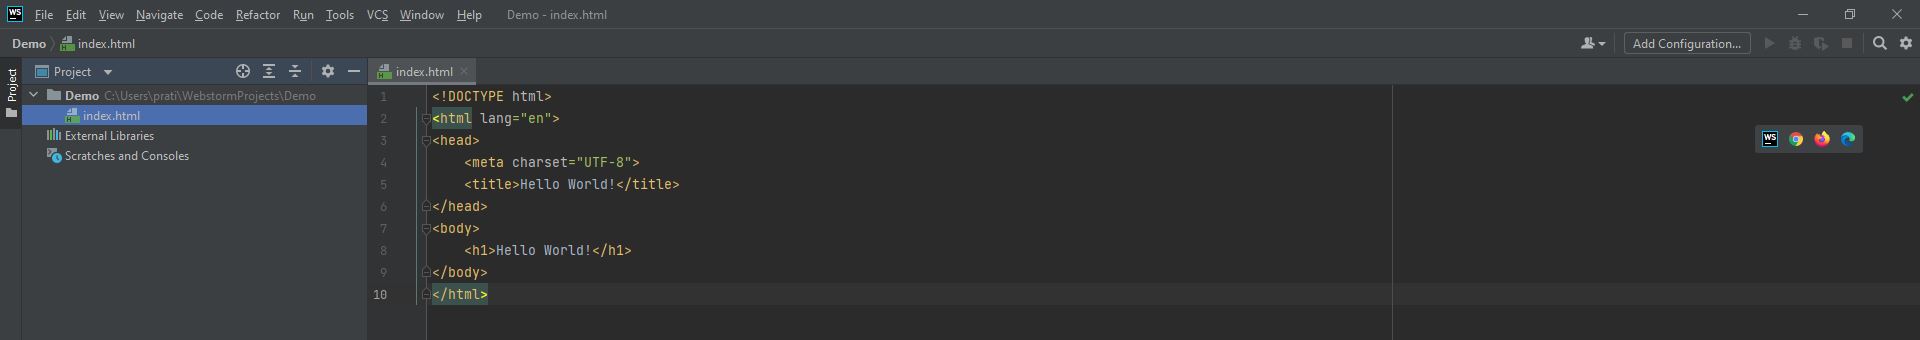 WS File Edit View Navigate Code Refactor Run Tools VCS Window Help Demo - index.html
Demo index.html Add Configuration...
Project
Project
index.html
Demo C:\Users\prati\WebstormProjects\Demo
index.html
External Libraries
Scratches and Consoles
1 <!DOCTYPE html>
2 <html lang="en">
3 <head>
4     <meta charset="UTF-8">
5     <title>Hello World!</title>
6 </head>
7 <body>
8     <h1>Hello World!</h1>
9 </body>
10 </html>
WS